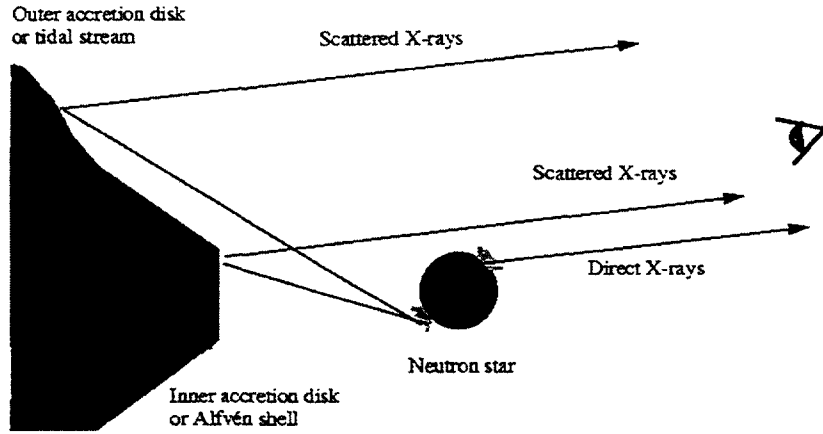 Outer accretion disk
or tidal stream
Scattered X-rays
Scattered X-rays
Direct X-rays
Neutron star
Inner accretion disk
or Alfvén shell